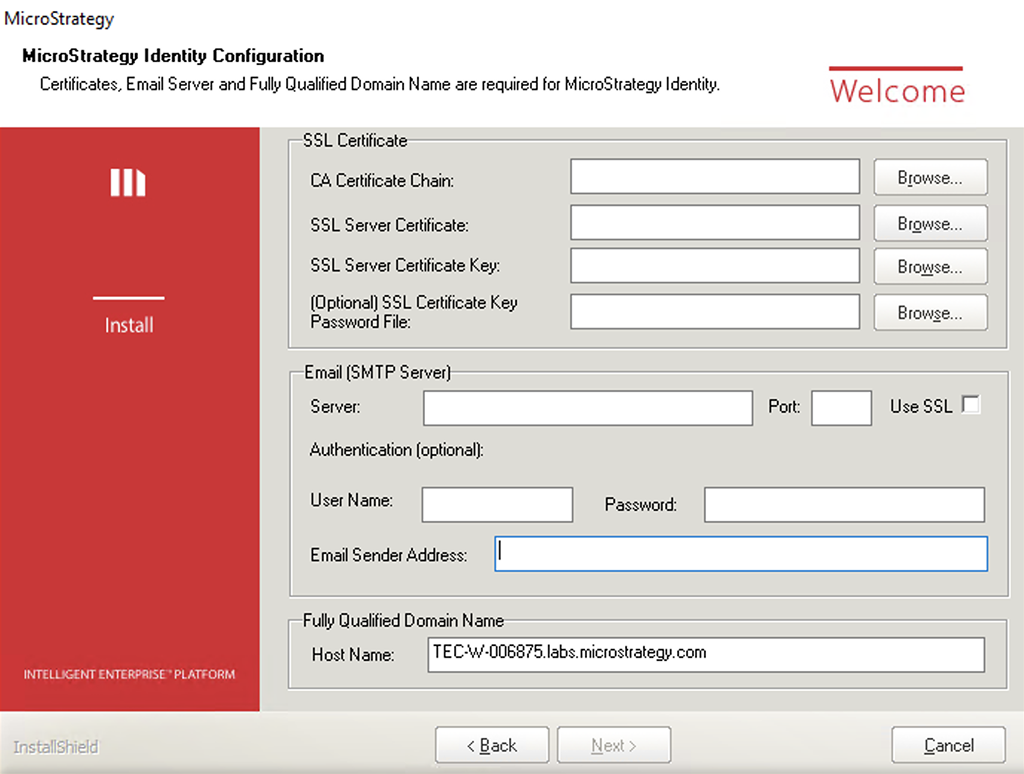 MicroStrategy
MicroStrategy Identity Configuration
Certificates, Email Server and Fully Qualified Domain Name are required for MicroStrategy Identity.
Welcome
Install
INTELLIGENT ENTERPRISE™ PLATFORM
SSL Certificate
CA Certificate Chain:
Browse...
SSL Server Certificate:
Browse...
SSL Server Certificate Key:
Browse...
(Optional) SSL Certificate Key
Password File:
Browse...
Email (SMTP Server)
Server:
Port:
Use SSL
Authentication (optional):
User Name:
Password:
Email Sender Address:
Fully Qualified Domain Name
Host Name:
TEC-W-006875.labs.microstrategy.com
InstallShield
< Back
Next >
Cancel